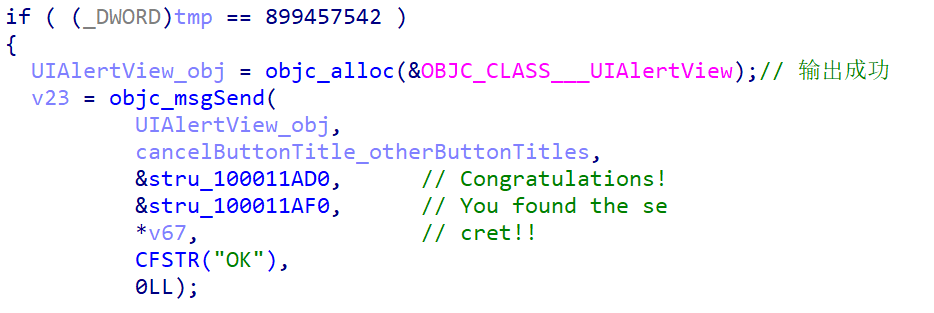 if ( (_DWORD)tmp == 899457542 )
{
UIAlertView_obj = objc_alloc(&OBJC_CLASS___UIAlertView);// 输出成功
v23 = objc_msgSend(
UIAlertView_obj,
cancelButtonTitle_otherButtonTitles,
&stru_100011AD0, // Congratulations!
&stru_100011AF0, // You found the se
*v67, // cret!!
CFSTR("OK"),
0LL);